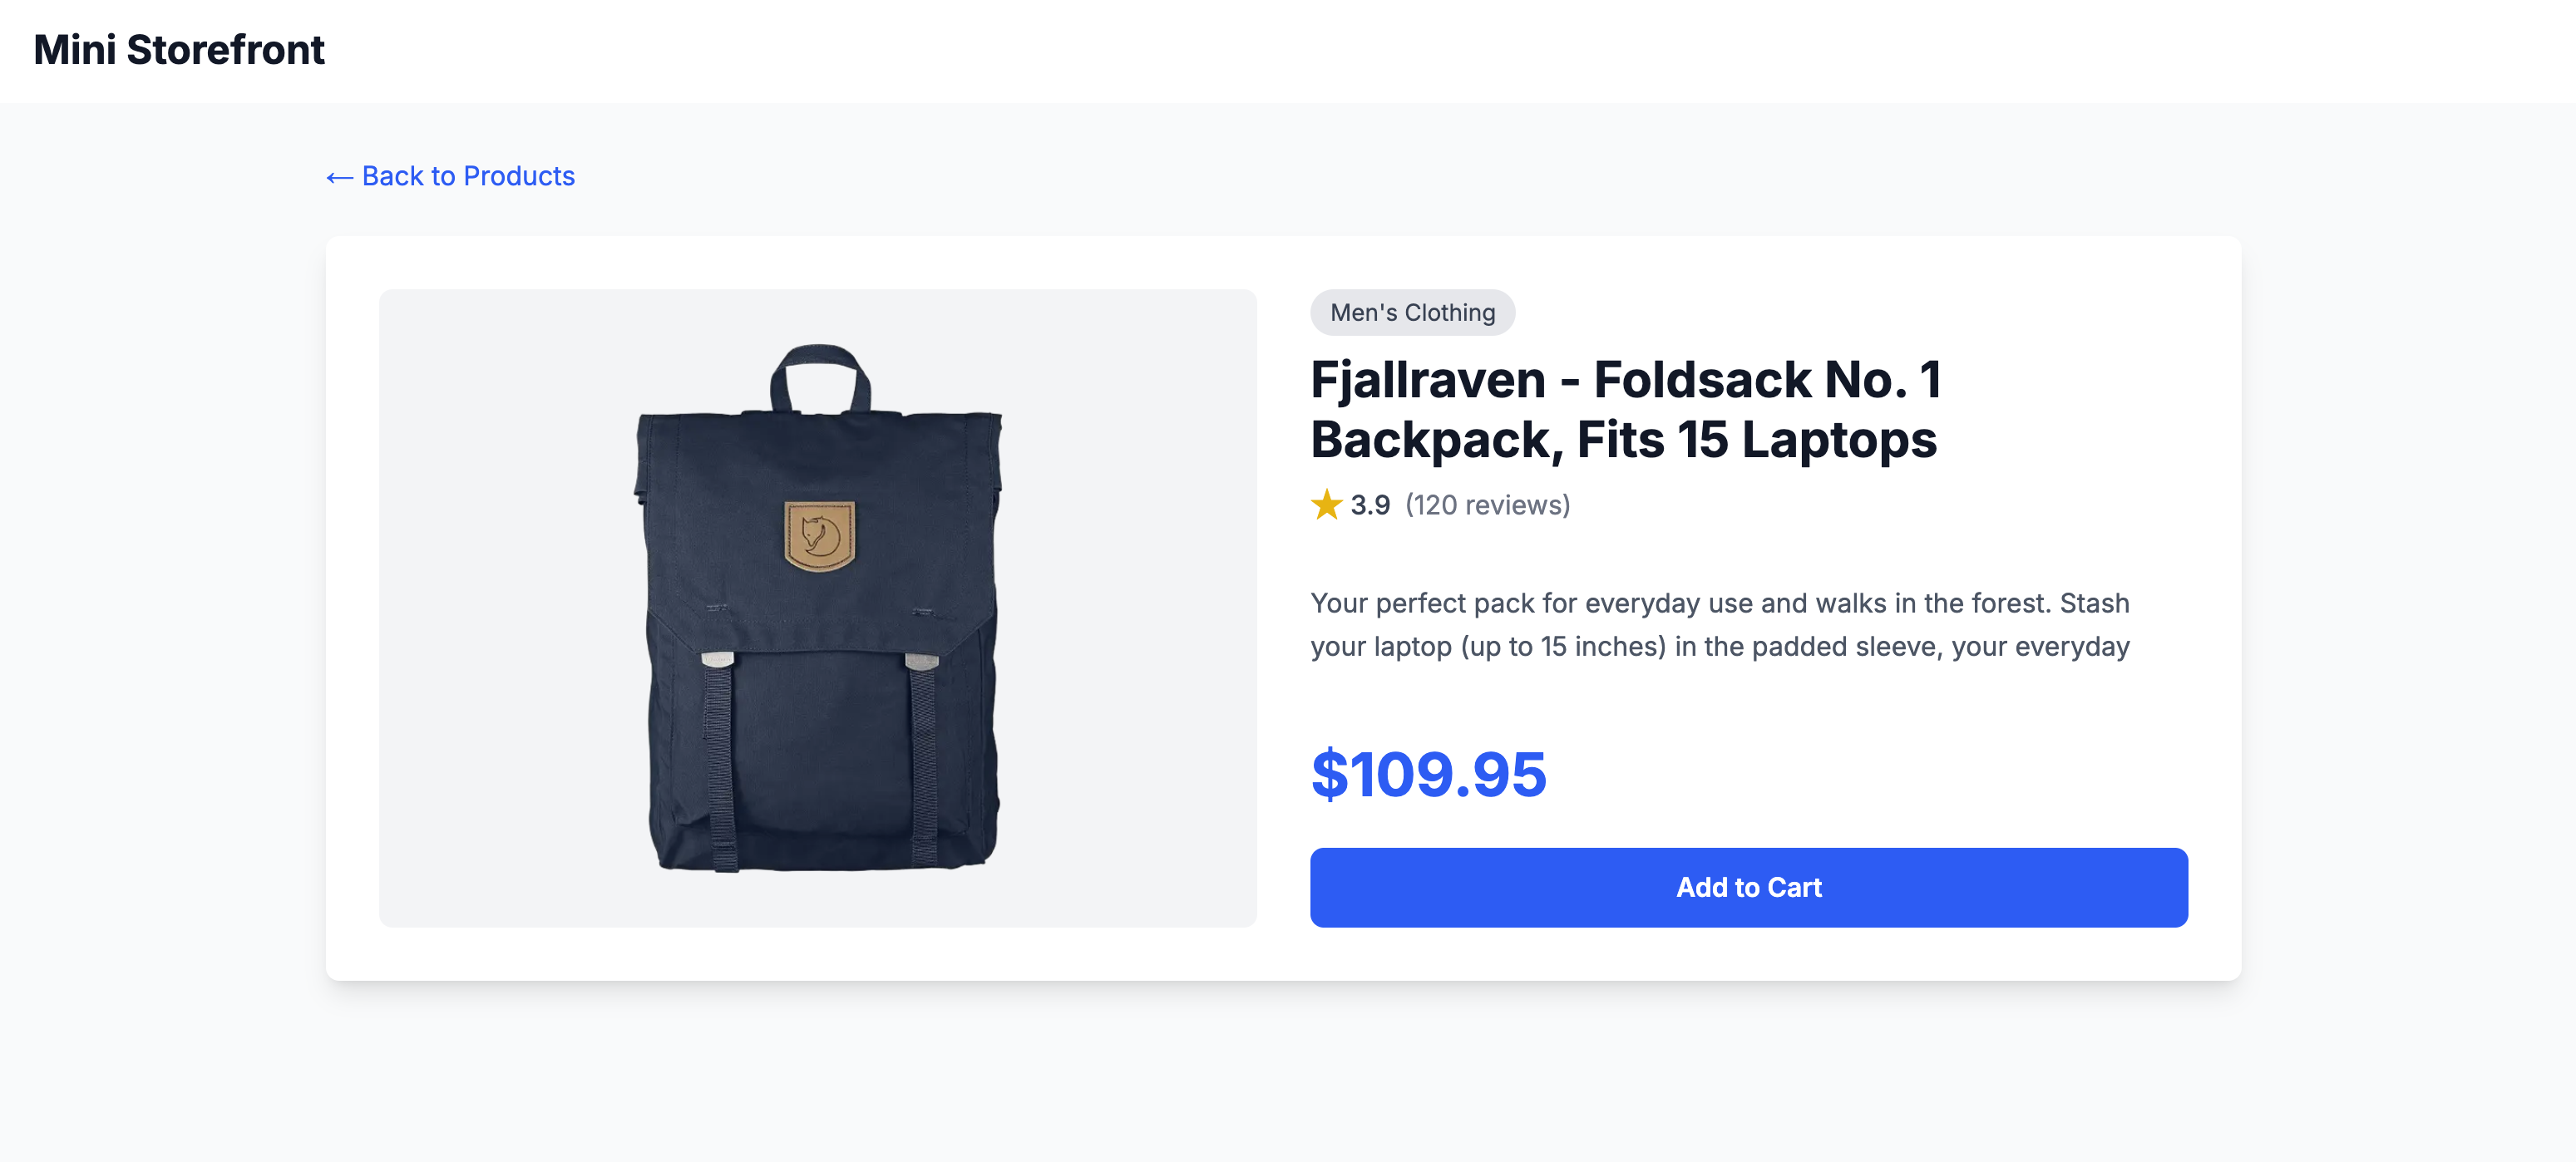 Mini Storefront
← Back to Products
Men's Clothing
Fjallraven - Foldsack No. 1
Backpack, Fits 15 Laptops
★ 3.9 (120 reviews)
Your perfect pack for everyday use and walks in the forest. Stash
your laptop (up to 15 inches) in the padded sleeve, your everyday
$109.95
Add to Cart